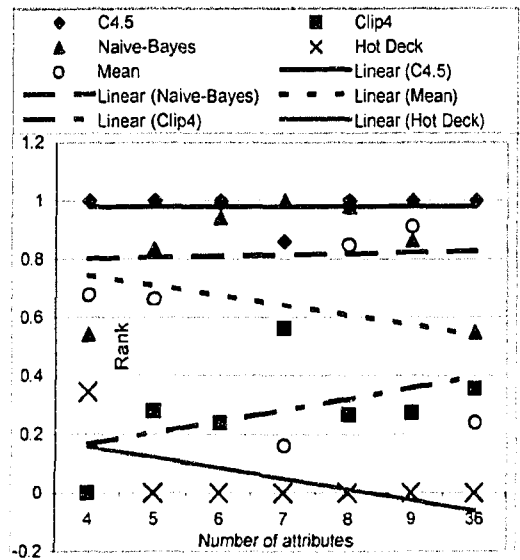 C4.5 Clip4
Naive-Bayes Hot Deck
Mean Linear (C4.5)
Linear (Naive-Bayes) Linear (Mean)
Linear (Clip4) Linear (Hot Deck)
1.2
1
0.8
0.6
0.4
0.2
0
-0.2
Rank
4 5 6 7 8 9 36
Number of attributes